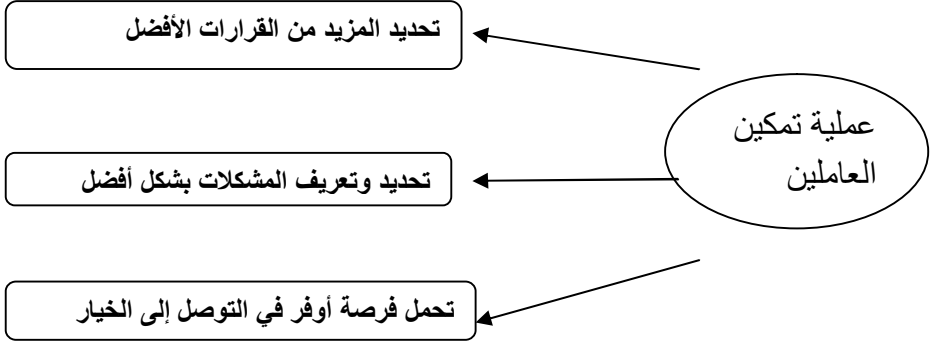 تحديد المزيد من القرارات الأفضل
عملية تمكين
العاملين
تحديد وتعريف المشكلات بشكل أفضل
تحمل فرصة أوفر في التوصل إلى الخيار